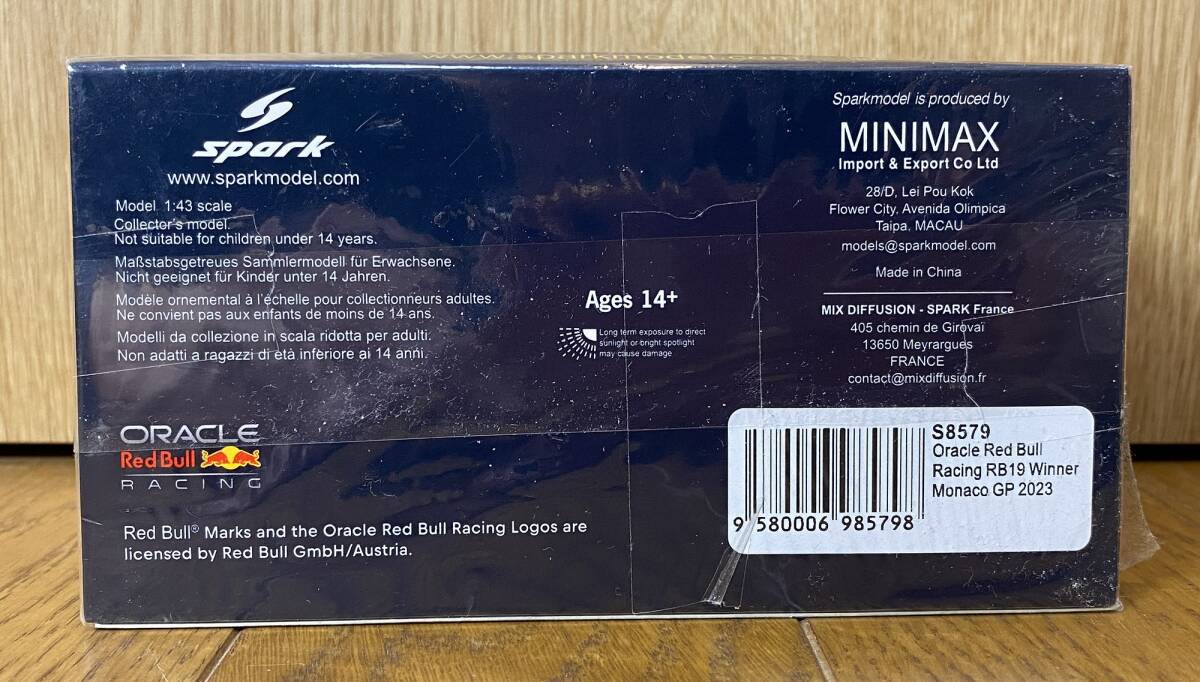 spark
www.sparkmodel.com
Model 1:43 scale
Collector's model.
Not suitable for children under 14 years.
Maßstabsgetreues Sammlermodell für Erwachsene.
Nicht geeignet für Kinder unter 14 Jahren.
Modèle ornemental à l'échelle pour collectionneurs adultes.
Ne convient pas aux enfants de moins de 14 ans.
Modelli da collezione in scala ridotta per adulti.
Non adatti a ragazzi di età inferiore ai 14 anni.
ORACLE
Red Bull
RACING
Red Bull® Marks and the Oracle Red Bull Racing Logos are
licensed by Red Bull GmbH/Austria.
Ages 14+
Long term exposure to direct
sunlight or bright spotlight
may cause damage
Sparkmodel is produced by
MINIMAX
Import & Export Co Ltd
28/D, Lei Pou Kok
Flower City, Avenida Olimpica
Taipa, MACAU
models@sparkmodel.com
Made in China
MIX DIFFUSION - SPARK France
405 chemin de Girovaï
13650 Meyrargues
FRANCE
contact@mixdiffusion.fr
S8579
Oracle Red Bull
Racing RB19 Winner
Monaco GP 2023
9 580006 985798